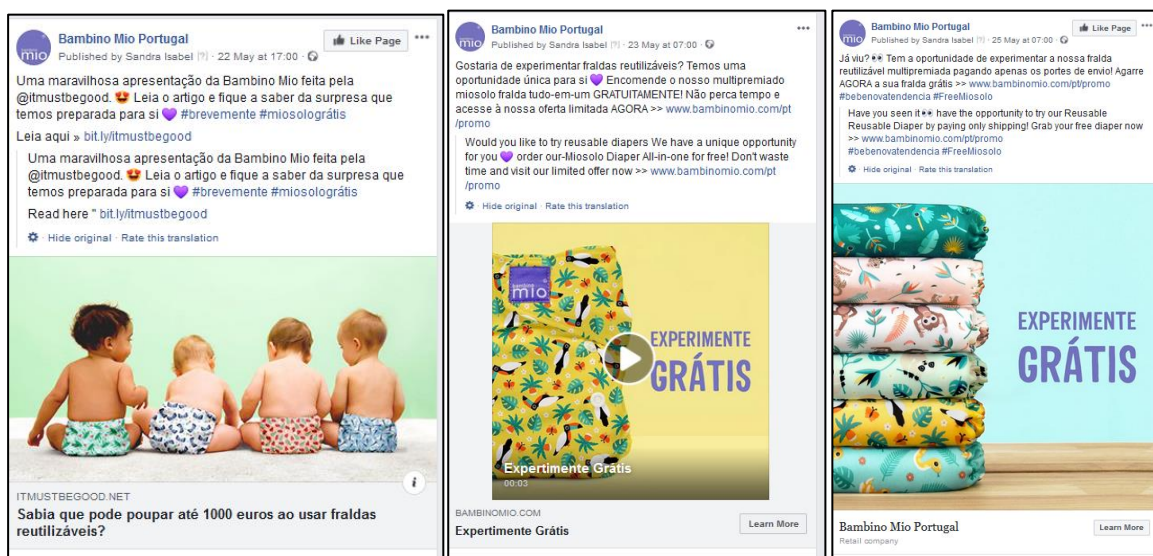 bambino
mio
Bambino Mio Portugal
Published by Sandra Isabel [?] · 22 May at 17:00 ·
Like Page
Uma maravilhosa apresentação da Bambino Mio feita pela
@itmustbegood. 🤩 Leia o artigo e fique a saber da surpresa que
temos preparada para si 💜 #brevemente #miosolográtis
Leia aqui » bit.ly/itmustbegood
Uma maravilhosa apresentação da Bambino Mio feita pela
@itmustbegood. 🤩 Leia o artigo e fique a saber da surpresa que
temos preparada para si 💜 #brevemente #miosolográtis
Read here " bit.ly/itmustbegood
· Hide original · Rate this translation
ITMUSTBEGOOD.NET
Sabia que pode poupar até 1000 euros ao usar fraldas
reutilizáveis?
mio
Bambino Mio Portugal
Published by Sandra Isabel [?] · 23 May at 07:00 ·
Gostaria de experimentar fraldas reutilizáveis? Temos uma
oportunidade única para si 💜 Encomende o nosso multipremiado
miosolo fralda tudo-em-um GRATUITAMENTE! Não perca tempo e
acesse à nossa oferta limitada AGORA >> www.bambinomio.com/pt
/promo
Would you like to try reusable diapers We have a unique opportunity
for you 💜 order our-Miosolo Diaper All-in-one for free! Don't waste
time and visit our limited offer now >> www.bambinomio.com/pt
/promo
· Hide original · Rate this translation
bambino
mio
EXPERIMENTE
GRÁTIS
Expertimente Grátis
00:03
BAMBINOMIO.COM
Expertimente Grátis
Learn More
mio
Bambino Mio Portugal
Published by Sandra Isabel [?] · 25 May at 07:00 ·
Like Page
Já viu? 👀 Tem a oportunidade de experimentar a nossa fralda
reutilizável multipremiada pagando apenas os portes de envio! Agarre
AGORA a sua fralda grátis >> www.bambinomio.com/pt/promo
#bebenovatendencia #FreeMiosolo
Have you seen it 👀 have the opportunity to try our Reusable
Reusable Diaper by paying only shipping! Grab your free diaper now
>> www.bambinomio.com/pt/promo
#bebenovatendencia #FreeMiosolo
· Hide original · Rate this translation
EXPERIMENTE
GRÁTIS
Bambino Mio Portugal
Retail company
Learn More